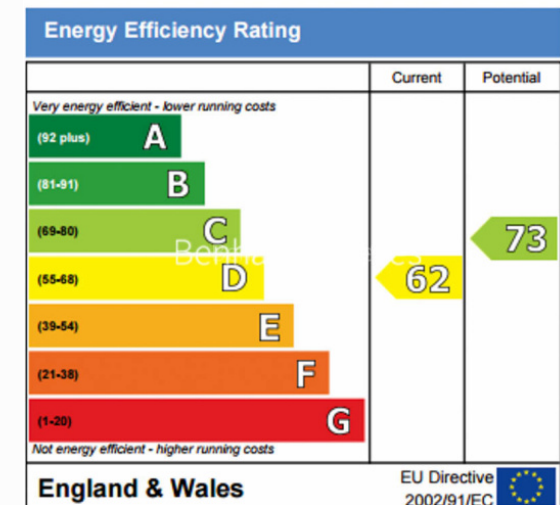 Energy Efficiency Rating
Current Potential
Very energy efficient - lower running costs
(92 plus) A
(81-91) B
(69-80) C
73
(55-68) D
62
(39-54) E
(21-38) F
(1-20) G
Not energy efficient - higher running costs
England & Wales
EU Directive
2002/91/EC